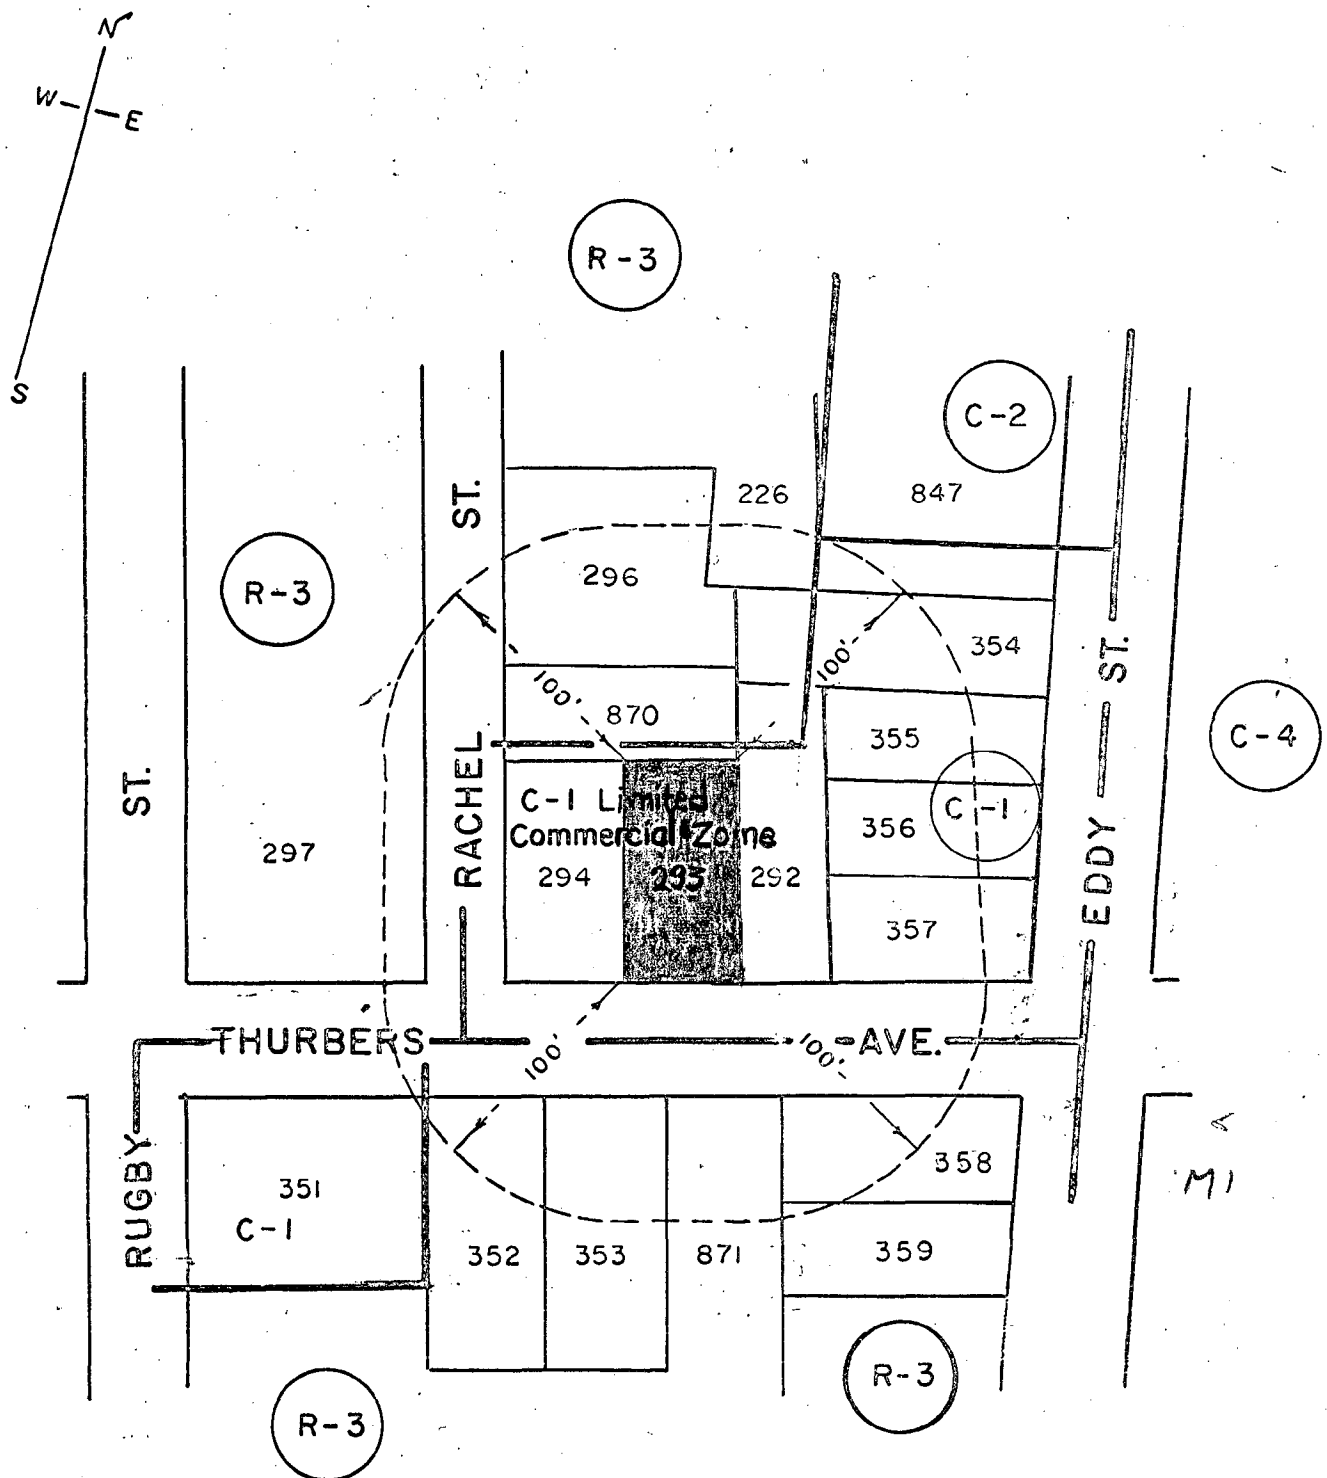 N
W E
S
R-3
C-2
226
847
ST.
296
R-3
354
100'
100'
ST.
870
355
C-4
ST.
RACHEL
C-1 Limited
Commercial Zone
C-1
356
297
294
293
292
EDDY
357
THURBERS
AVE.
100'
100'
358
RUGBY
351
M1
C-1
352
353
871
359
R-3
R-3